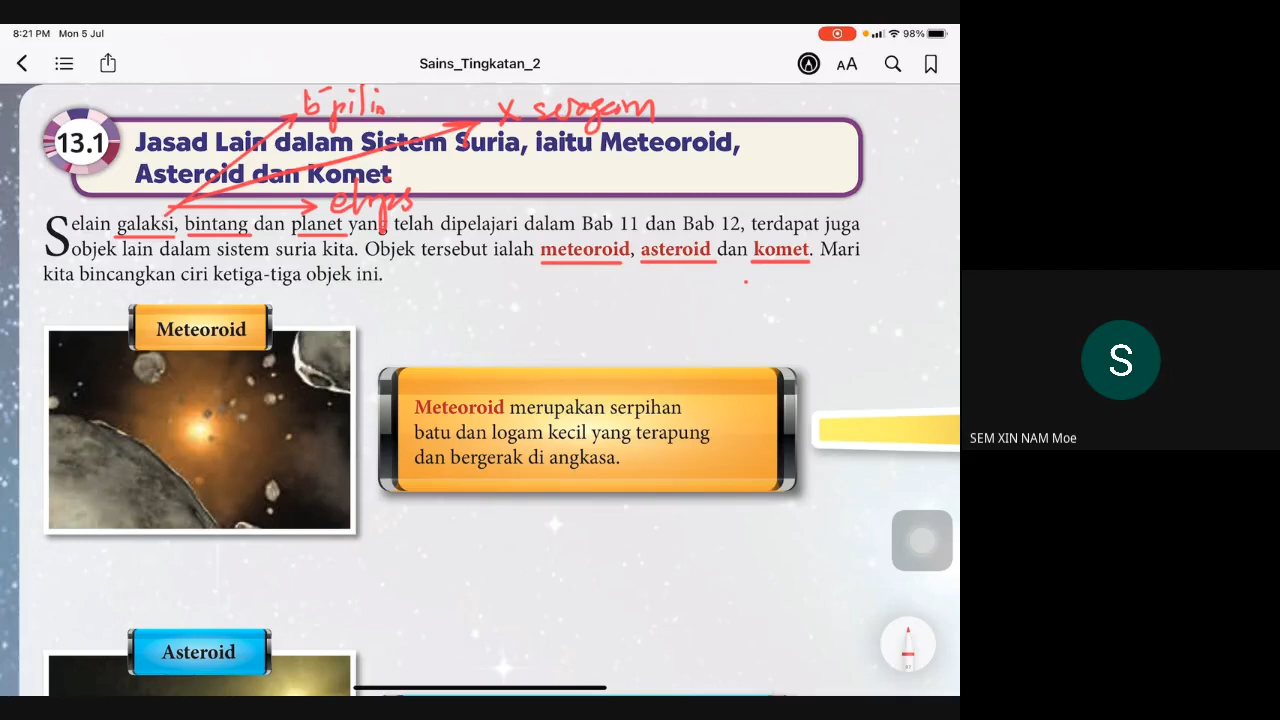 8:21 PM Mon 5 Jul
98%
Sains_Tingkatan_2
AA
b pilin
x seragam
13.1
Jasad Lain dalam Sistem Suria, iaitu Meteoroid,
Asteroid dan Komet
elips
Selain galaksi, bintang dan planet yang telah dipelajari dalam Bab 11 dan Bab 12, terdapat juga
objek lain dalam sistem suria kita. Objek tersebut ialah meteoroid, asteroid dan komet. Mari
kita bincangkan ciri ketiga-tiga objek ini.
Meteoroid
Meteoroid merupakan serpihan
batu dan logam kecil yang terapung
dan bergerak di angkasa.
S
SEM XIN NAM Moe
Asteroid